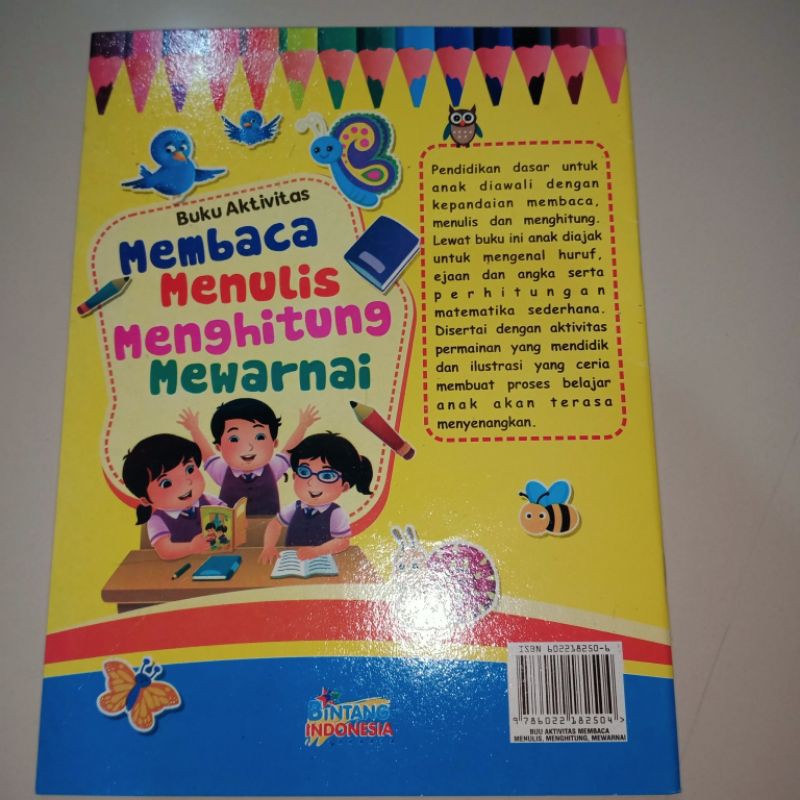 Buku Aktivitas
Membaca
Menulis
Menghitung
Mewarnai
Pendidikan dasar untuk
anak diawali dengan
kepandaian membaca,
menulis dan menghitung.
Lewat buku ini anak diajak
untuk mengenal huruf,
ejaan dan angka serta
perhitungan
matematika sederhana.
Disertai dengan aktivitas
permainan yang mendidik
dan ilustrasi yang ceria
membuat proses belajar
anak akan terasa
menyenangkan.
BINTANG
INDONESIA
ISBN 602218250-6
9 786022 182504 >
BUU AKTIVITAS MEMBACA
MENULIS, MENGHITUNG, MEWARNAI